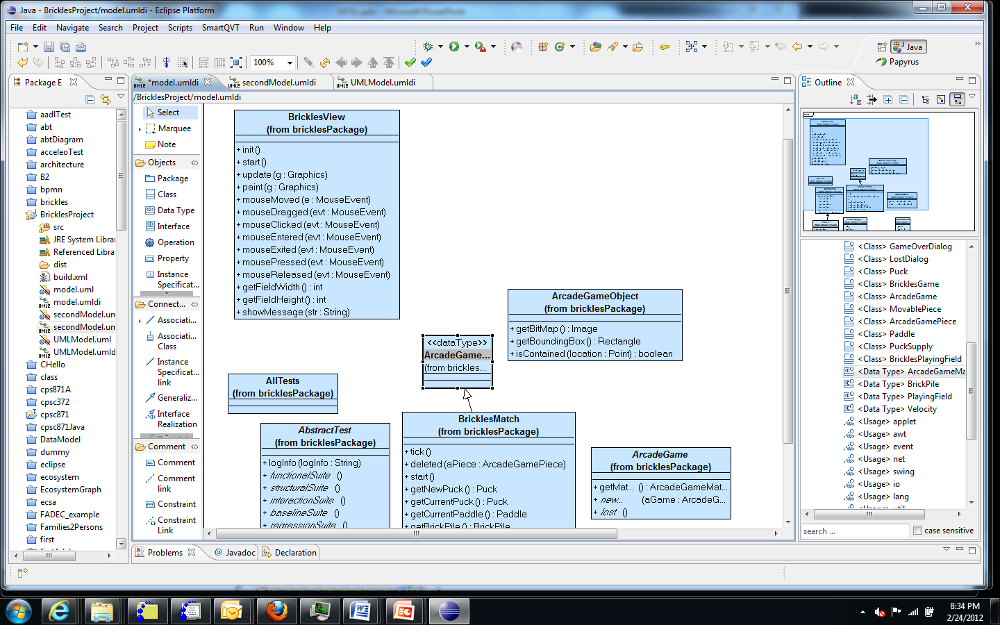 Java - BricklesProject/model.umldi - Eclipse Platform
File Edit Navigate Search Project Scripts SmartQVT Run Window Help
Java
100%
Papyrus
Package E
*model.umldi
secondModel.umldi
UMLModel.umldi
Outline
/BricklesProject/model.umldi
aadlTest
abt
abtDiagram
acceleoTest
architecture
B2
bpmn
brickles
BricklesProject
src
JRE System Librar
Referenced Libra
dist
build.xml
model.uml
model.umldi
secondModel.um
secondModel.um
UMLModel.uml
UMLModel.umld
CHello
class
cps871A
cpsc372
cpsc871
cpsc871Java
DataModel
dummy
eclipse
ecosystem
EcosystemGraph
ecsa
FADEC_example
Families2Persons
first
Select
Marquee
Note
Objects
Package
Class
Data Type
Interface
Operation
Property
Instance
Specificat...
Connect...
Associati...
Associati...
Class
Instance
Specificat...
link
Generaliz...
Interface
Realization
Comment
Comment
Comment
link
Constraint
Constraint
Link
BricklesView
(from bricklesPackage)
+ init ()
+ start ()
+ update (g : Graphics)
+ paint (g : Graphics)
+ mouseMoved (e : MouseEvent)
+ mouseDragged (evt : MouseEvent)
+ mouseClicked (evt : MouseEvent)
+ mouseEntered (evt : MouseEvent)
+ mouseExited (evt : MouseEvent)
+ mousePressed (evt : MouseEvent)
+ mouseReleased (evt : MouseEvent)
+ getFieldWidth () : int
+ getFieldHeight () : int
+ showMessage (str : String)
ArcadeGameObject
(from bricklesPackage)
+ getBitMap () : Image
+ getBoundingBox () : Rectangle
+ isContained (location : Point) : boolean
<<dataType>>
ArcadeGame...
(from brickles...
AllTests
(from bricklesPackage)
AbstractTest
(from bricklesPackage)
+ logInfo (logInfo : String)
+ functionalSuite ()
+ structuralSuite ()
+ interactionSuite ()
+ baselineSuite ()
+ regressionSuite ()
BricklesMatch
(from bricklesPackage)
+ tick ()
+ deleted (aPiece : ArcadeGamePiece)
+ start ()
+ getNewPuck () : Puck
+ getCurrentPuck () : Puck
+ getCurrentPaddle () : Paddle
+ getBrickPile () : BrickPile
ArcadeGame
(from bricklesPackage)
+ getMat... () : ArcadeGameMat...
+ new... (aGame : ArcadeG...
+ lost ()
<Class> GameOverDialog
<Class> LostDialog
<Class> Puck
<Class> BricklesGame
<Class> ArcadeGame
<Class> MovablePiece
<Class> ArcadeGamePiece
<Class> Paddle
<Class> PuckSupply
<Class> BricklesPlayingField
<Data Type> ArcadeGameMa
<Data Type> BrickPile
<Data Type> PlayingField
<Data Type> Velocity
<Usage> applet
<Usage> awt
<Usage> event
<Usage> net
<Usage> swing
<Usage> io
<Usage> lang
<Usage> util
search ...
case sensitive
Problems
@ Javadoc
Declaration
8:34 PM
2/24/2012